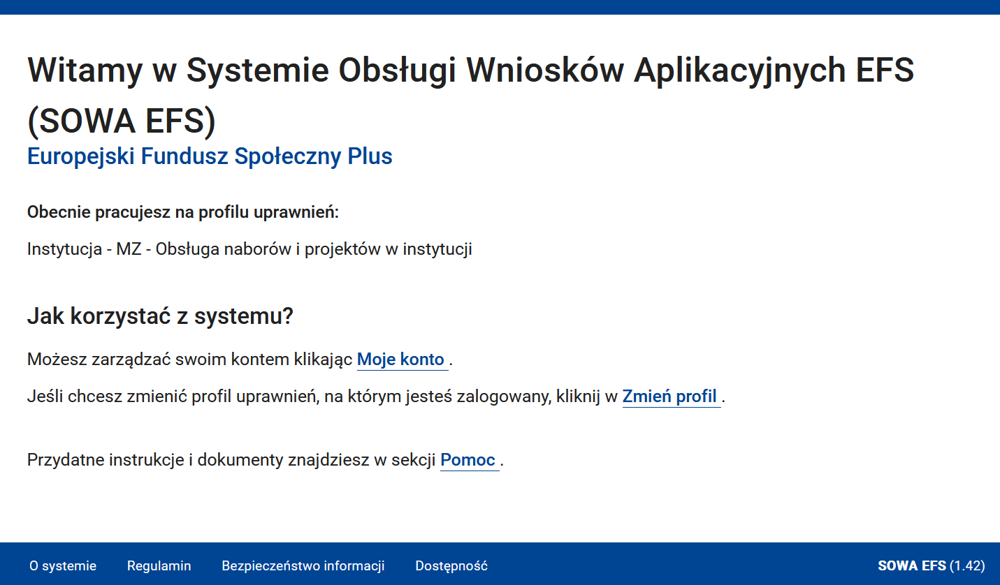 Witamy w Systemie Obsługi Wniosków Aplikacyjnych EFS
(SOWA EFS)
Europejski Fundusz Społeczny Plus
Obecnie pracujesz na profilu uprawnień:
Instytucja - MZ - Obsługa naborów i projektów w instytucji
Jak korzystać z systemu?
Możesz zarządzać swoim kontem klikając Moje konto .
Jeśli chcesz zmienić profil uprawnień, na którym jesteś zalogowany, kliknij w Zmień profil .
Przydatne instrukcje i dokumenty znajdziesz w sekcji Pomoc .
O systemie Regulamin Bezpieczeństwo informacji Dostępność SOWA EFS (1.42)